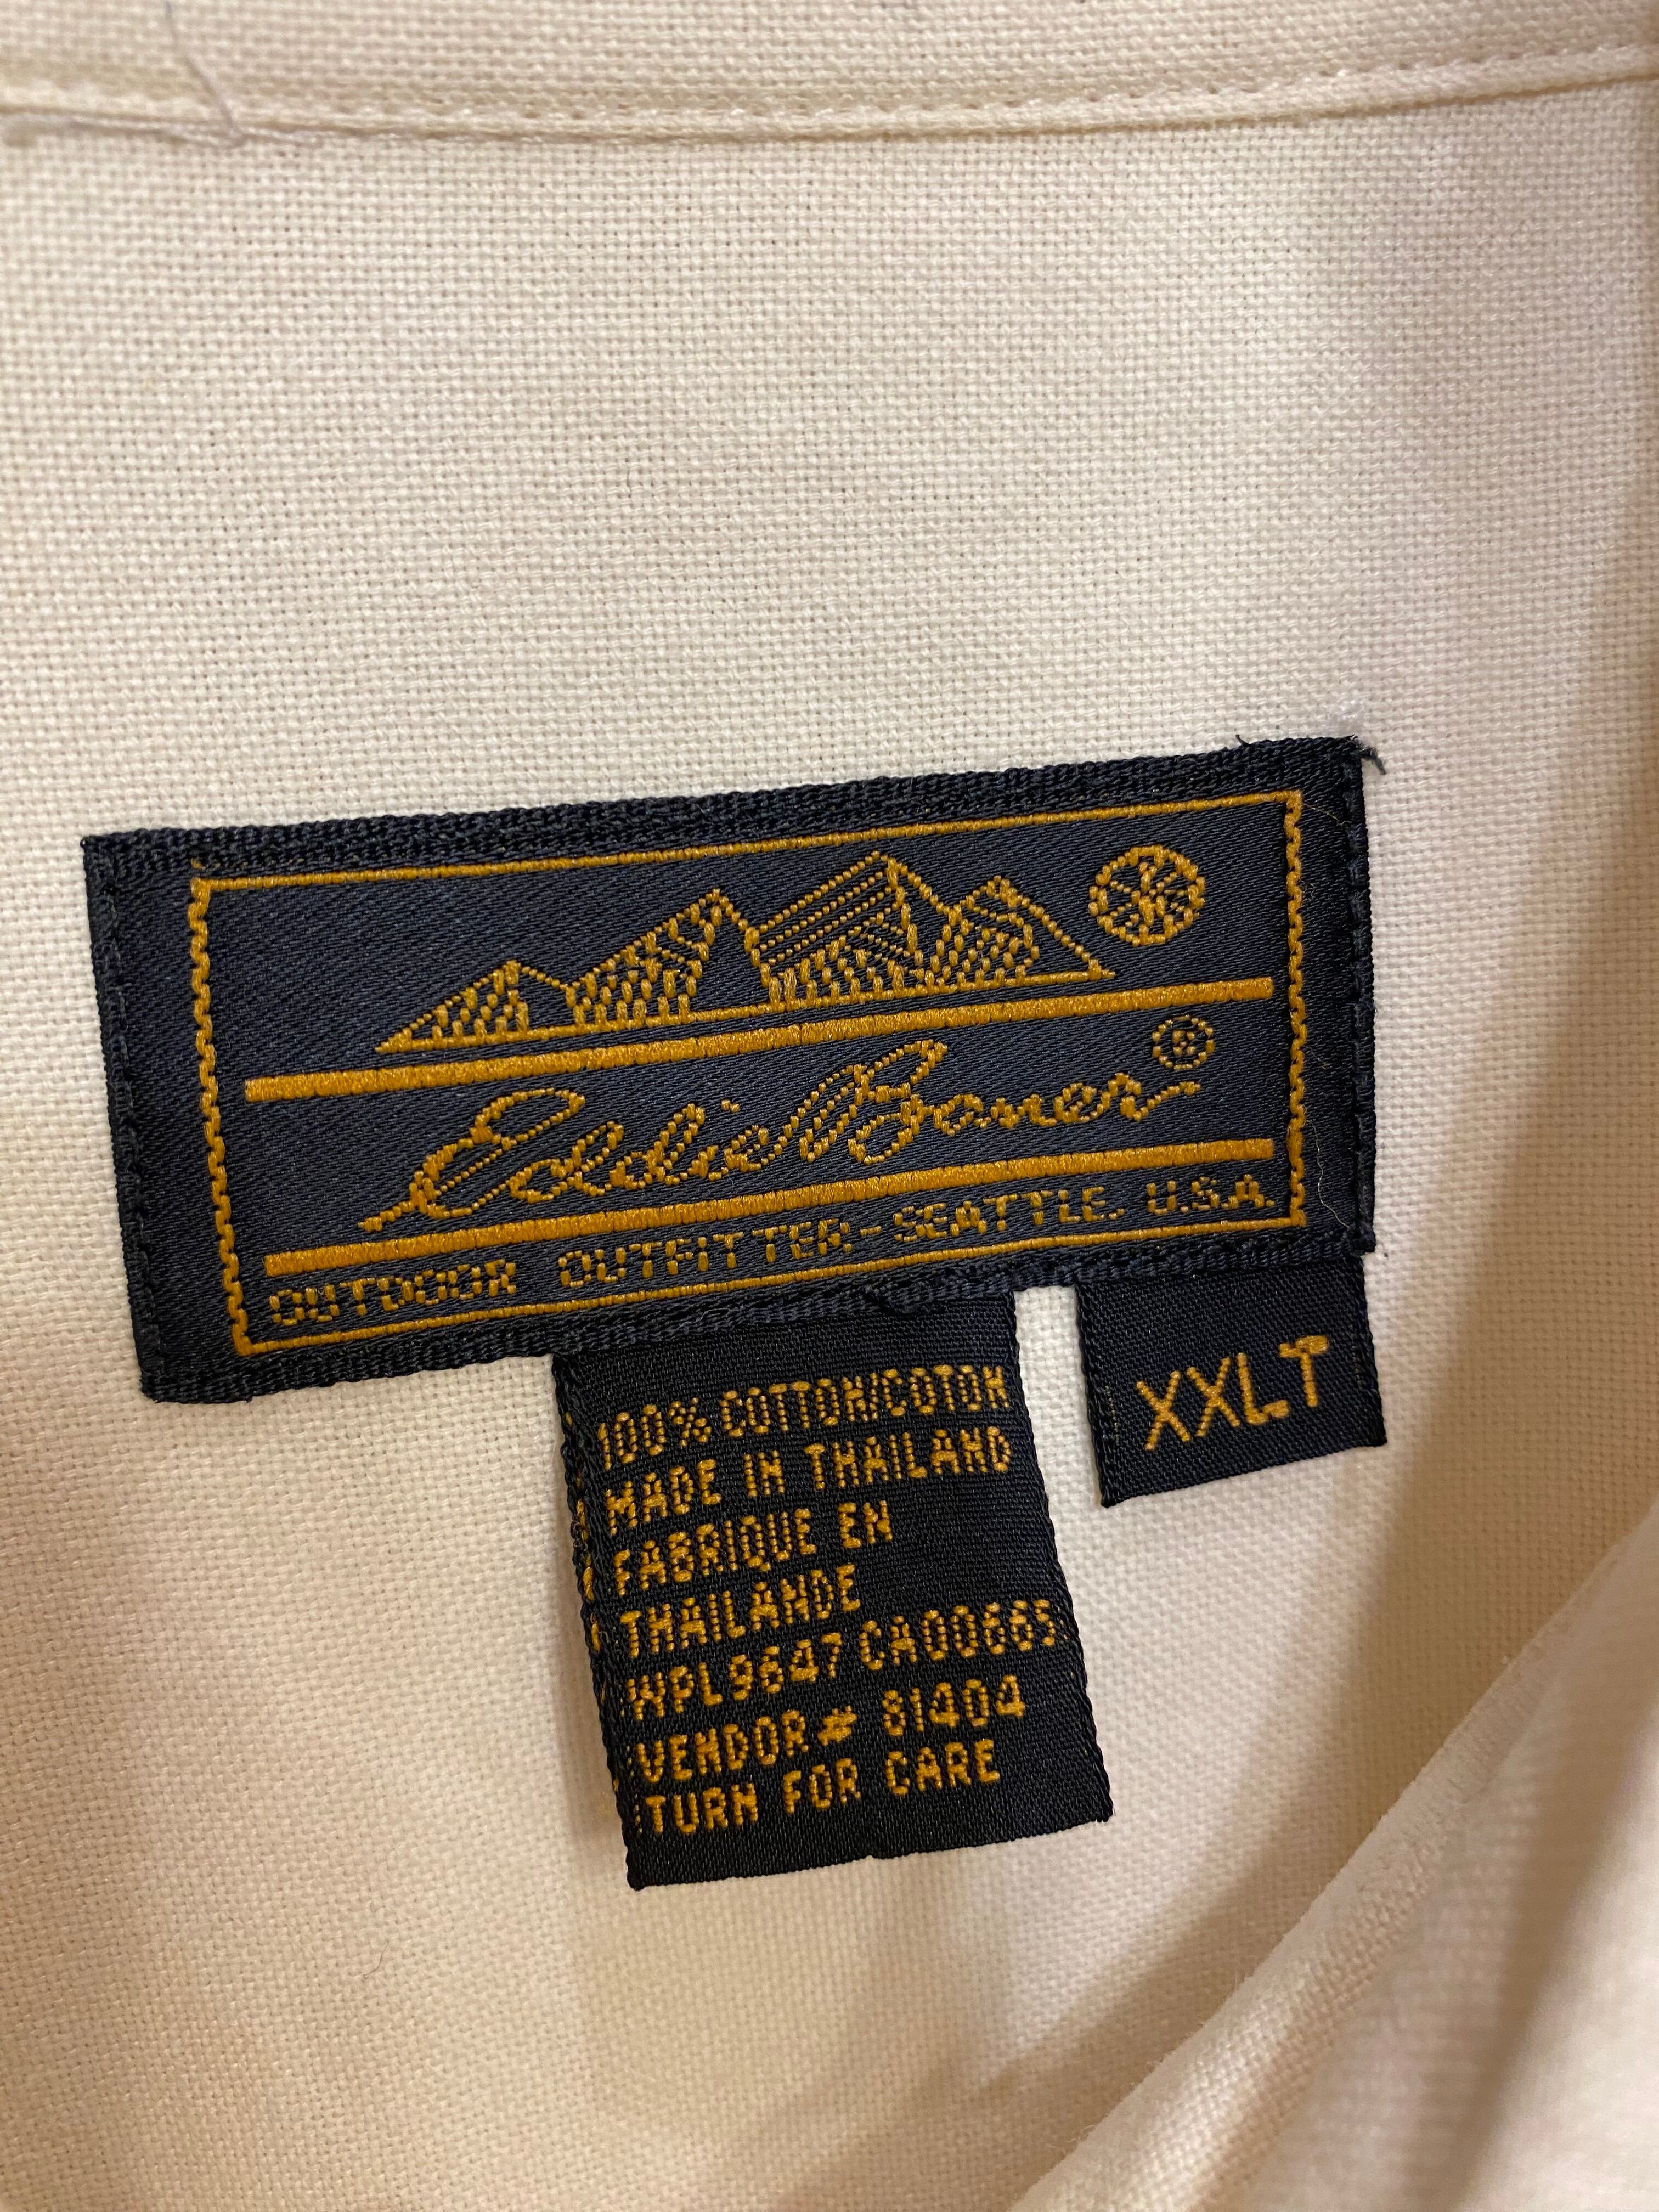 Eddie Bauer®
OUTDOOR OUTFITTER-SEATTLE, U.S.A.
XXLT
100% COTTON/COTON
MADE IN THAILAND
FABRIQUE EN
THAILANDE
WPL9647 CA00665
VENDOR# 81404
TURN FOR CARE